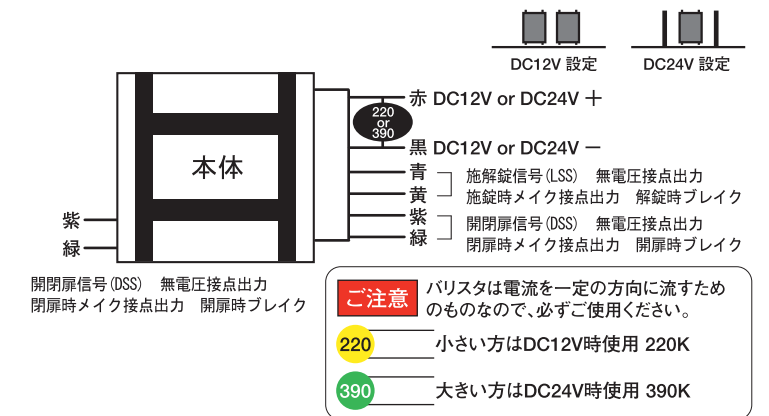 DC12V 設定
DC24V 設定
赤 DC12V or DC24V ＋
220
or
390
黒 DC12V or DC24V －
本体
青
黄
施解錠信号(LSS) 無電圧接点出力
施錠時メイク接点出力 解錠時ブレイク
紫
緑
開閉扉信号(DSS) 無電圧接点出力
閉扉時メイク接点出力 開扉時ブレイク
紫
緑
開閉扉信号(DSS) 無電圧接点出力
閉扉時メイク接点出力 開扉時ブレイク
ご注意
バリスタは電流を一定の方向に流すため
のものなので、必ずご使用ください。
220 小さい方はDC12V時使用 220K
390 大きい方はDC24V時使用 390K